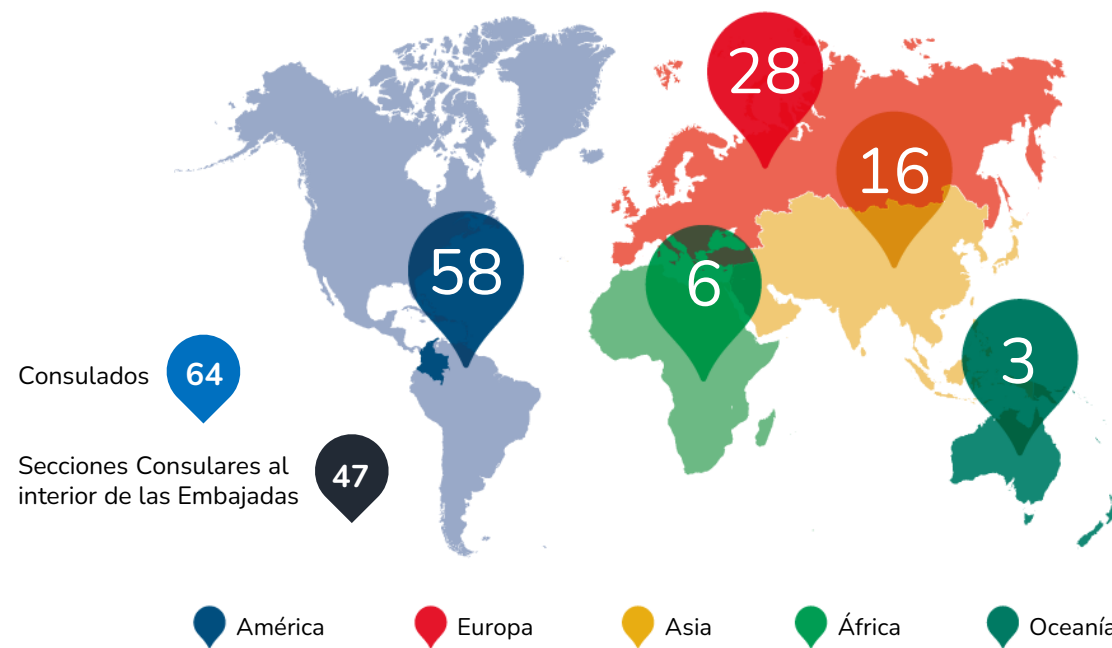 28
16
58
6
3
Consulados 64
Secciones Consulares al
interior de las Embajadas
47
América
Europa
Asia
África
Oceanía